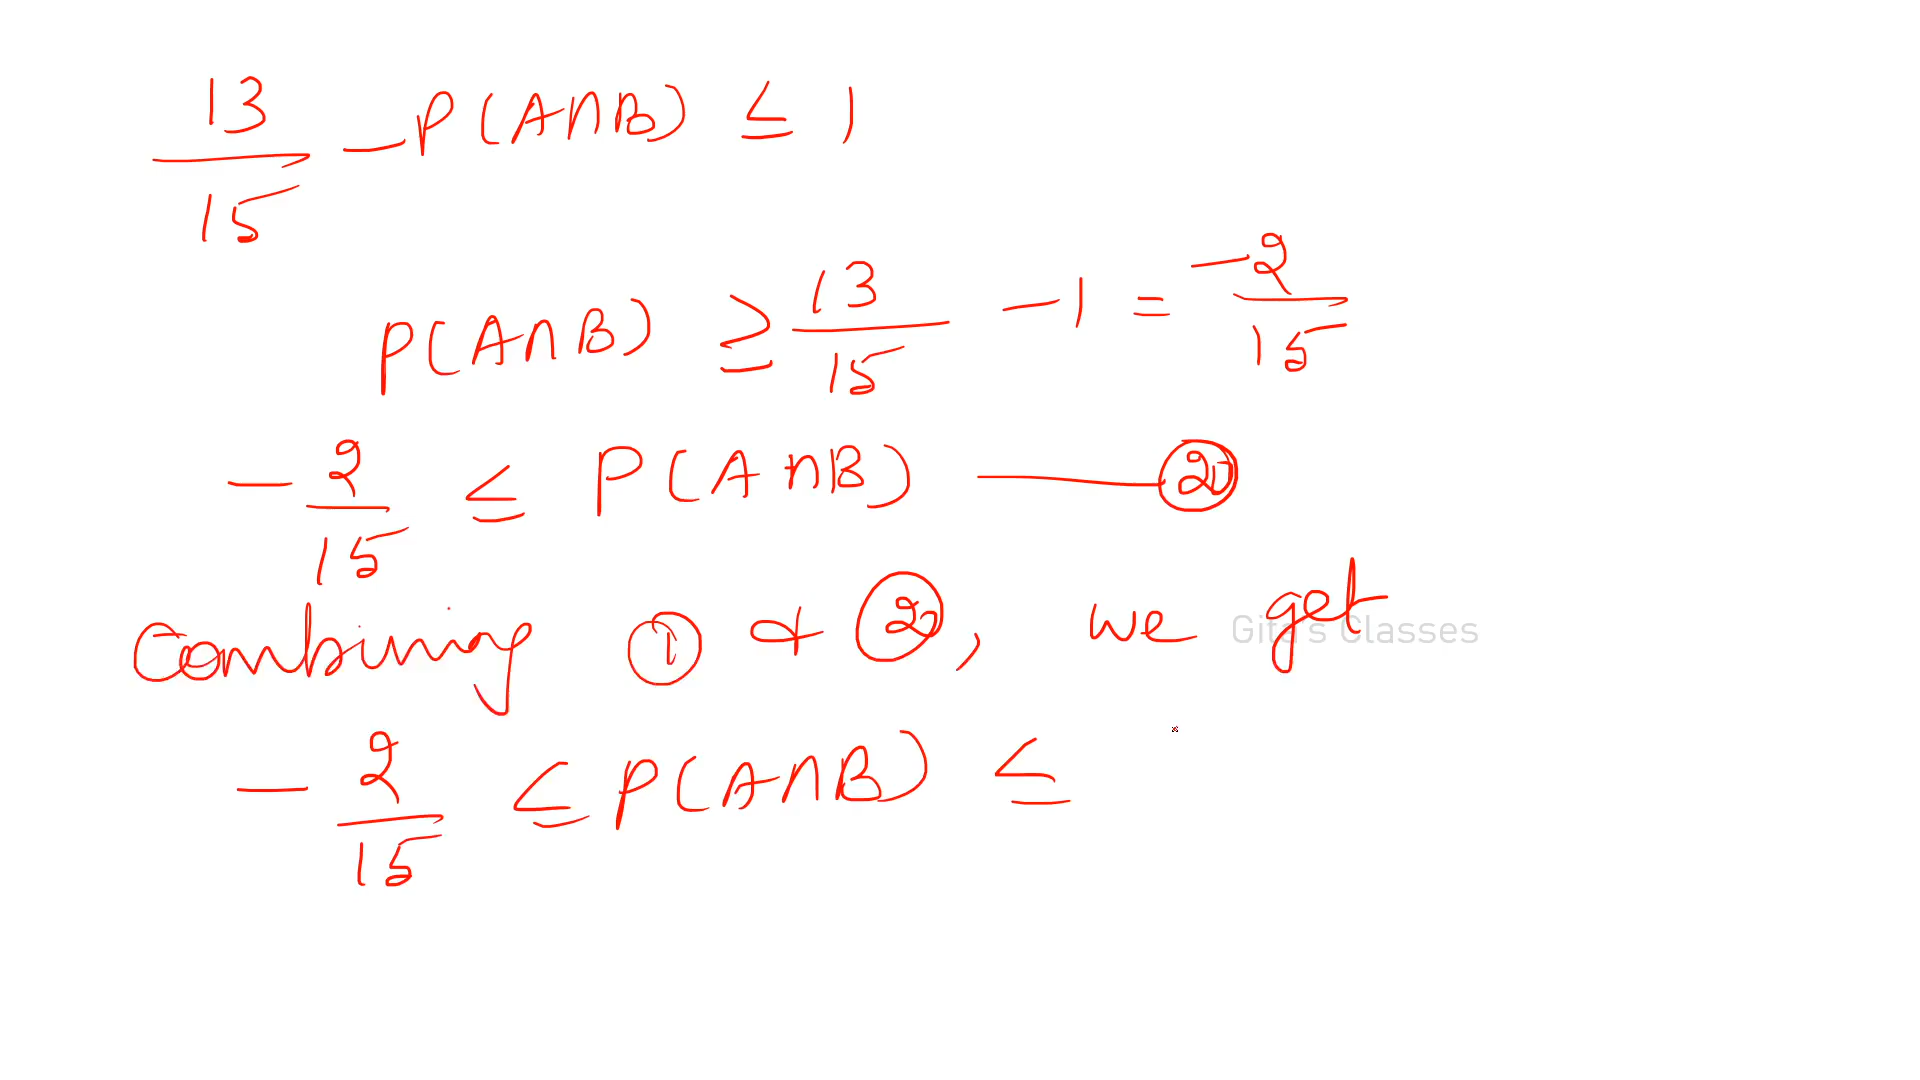 13/15 - P(A∩B) ≤ 1
P(A∩B) ≥ 13/15 - 1 = -2/15
-2/15 ≤ P(A∩B) —— ②
Combining ① & ②, we get
Gita's Classes
-2/15 ≤ P(A∩B) ≤